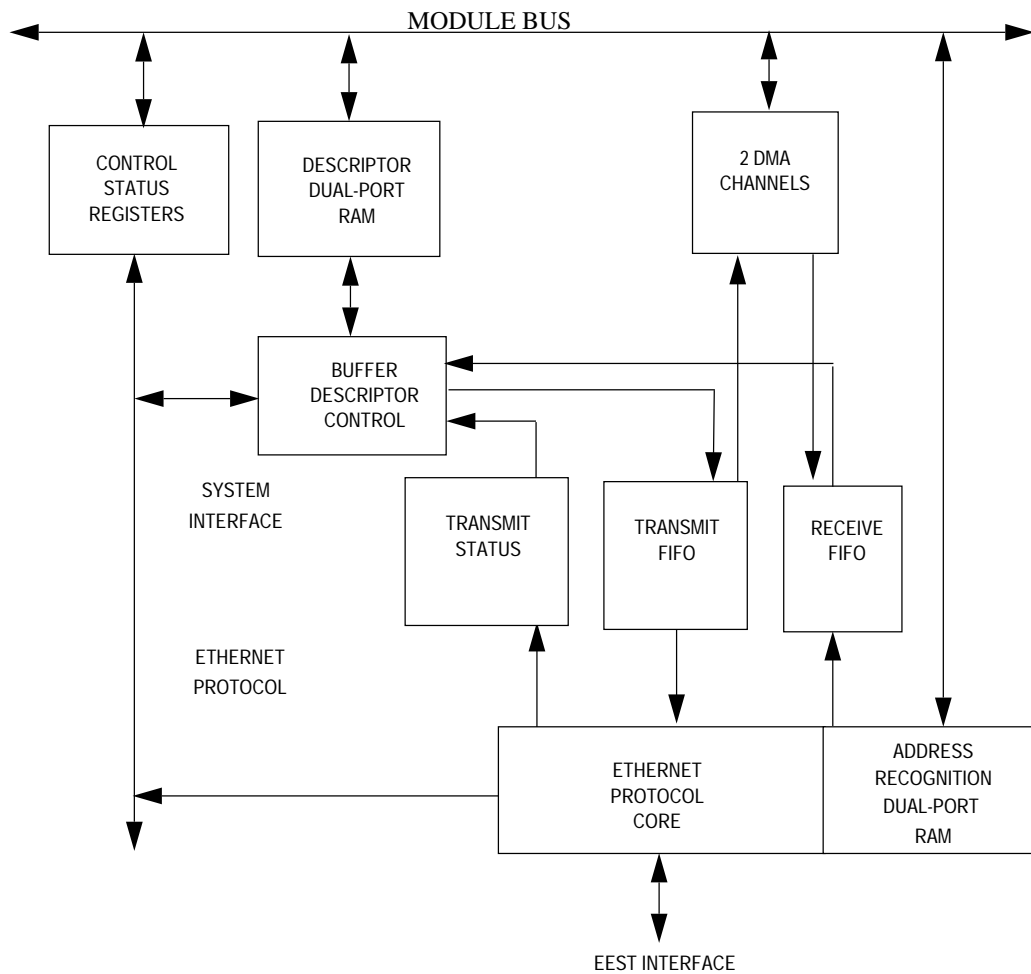 MODULE BUS
CONTROL
STATUS
REGISTERS
DESCRIPTOR
DUAL-PORT
RAM
2 DMA
CHANNELS
BUFFER
DESCRIPTOR
CONTROL
SYSTEM
INTERFACE
TRANSMIT
STATUS
TRANSMIT
FIFO
RECEIVE
FIFO
ETHERNET
PROTOCOL
ETHERNET
PROTOCOL
CORE
ADDRESS
RECOGNITION
DUAL-PORT
RAM
EEST INTERFACE